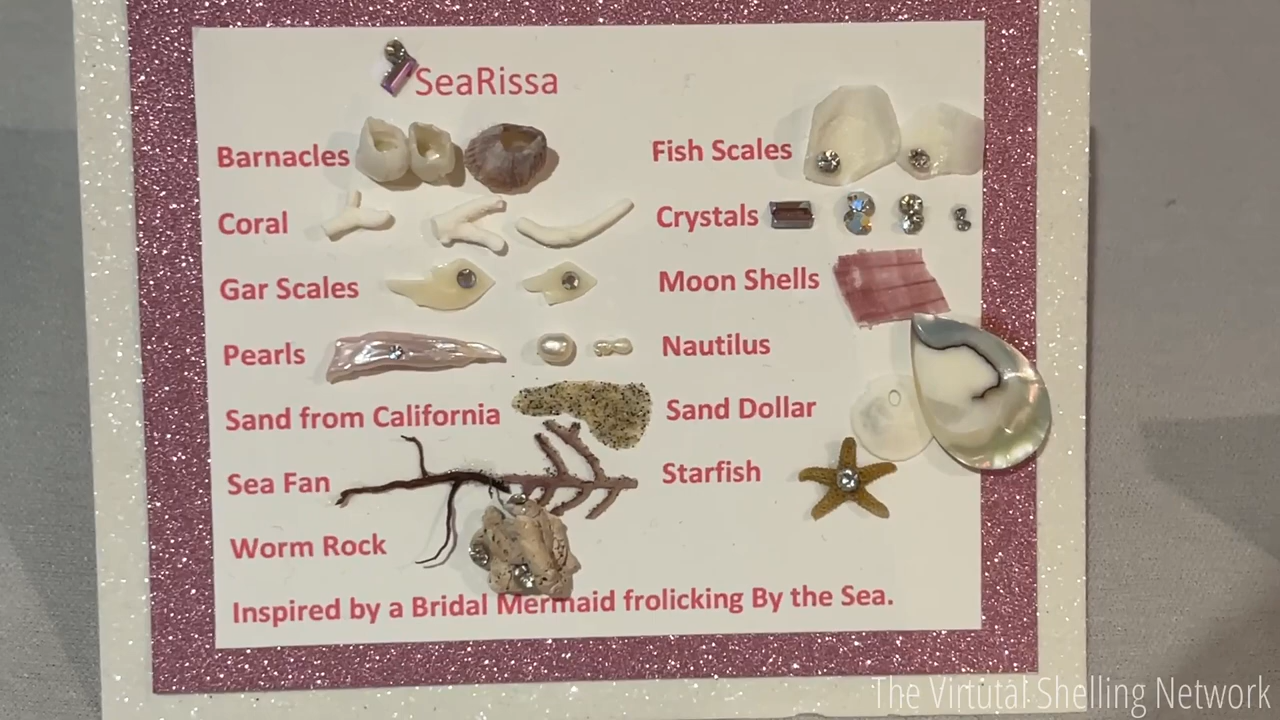 SeaRissa
Barnacles
Coral
Gar Scales
Pearls
Sand from California
Sea Fan
Worm Rock
Fish Scales
Crystals
Moon Shells
Nautilus
Sand Dollar
Starfish
Inspired by a Bridal Mermaid frolicking By the Sea.
The Virtutal Shelling Network